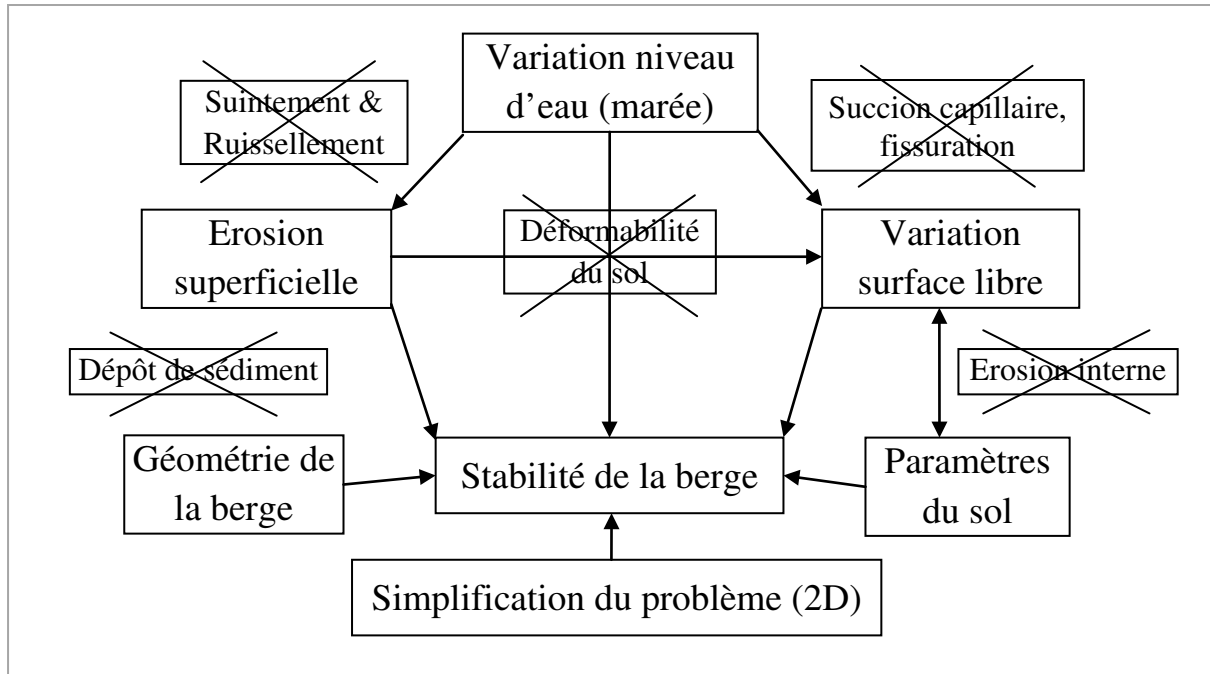 Variation niveau
d’eau (marée)
Suintement &
Ruissellement
Succion capillaire,
fissuration
Erosion
superficielle
Déformabilité
du sol
Variation
surface libre
Dépôt de sédiment
Erosion interne
Géométrie de
la berge
Stabilité de la berge
Paramètres
du sol
Simplification du problème (2D)